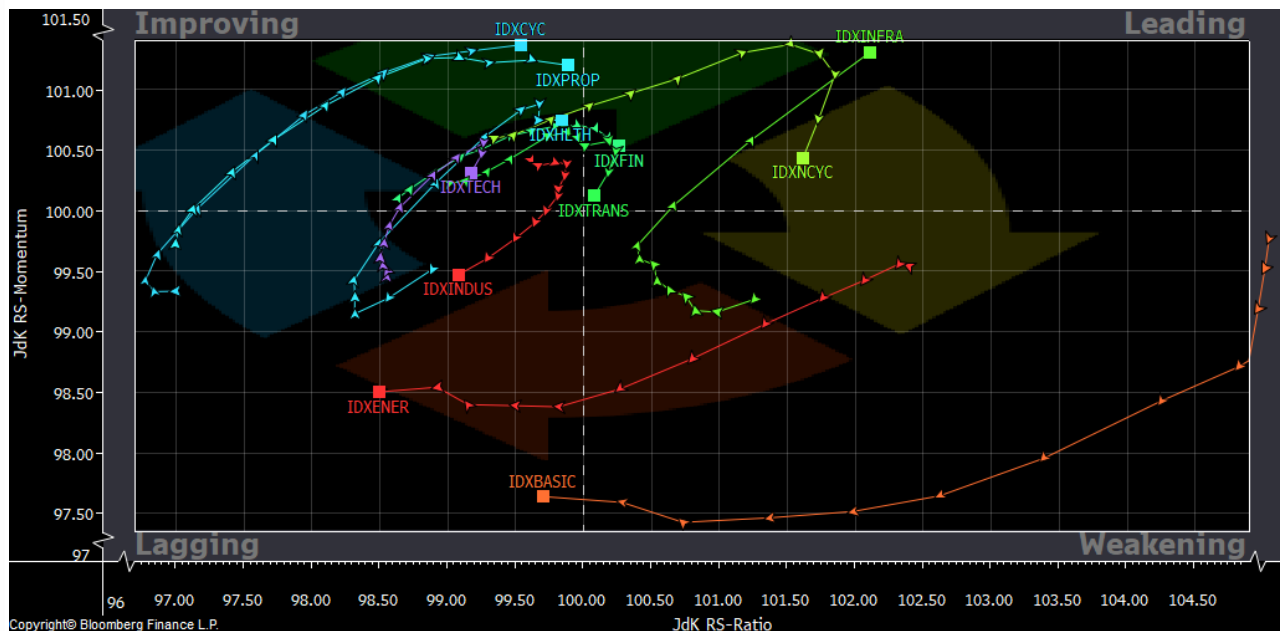 101.50
Improving
Leading
IDXCYC
IDXINFRA
IDXPROP
101.00
IDXHLTH
100.50
IDXFIN
IDXNCYC
IDXTECH
IDXTRANS
100.00
JdK RS-Momentum
99.50
IDXINDUS
99.00
98.50
IDXENER
98.00
IDXBASIC
97.50
Lagging
Weakening
97
96 97.00 97.50 98.00 98.50 99.00 99.50 100.00 100.50 101.00 101.50 102.00 102.50 103.00 103.50 104.00 104.50
Copyright© Bloomberg Finance L.P.
JdK RS-Ratio